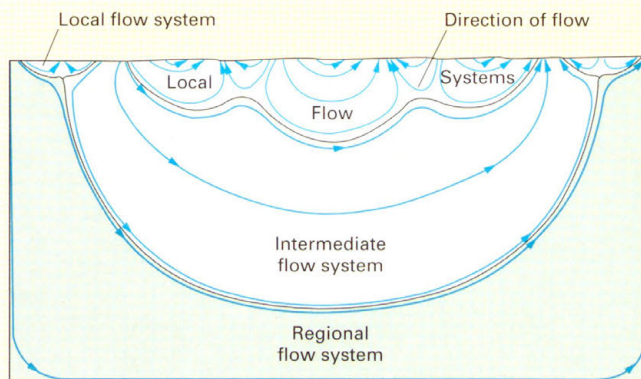 Local flow system
Direction of flow
Local
Systems
Flow
Intermediate
flow system
Regional
flow system